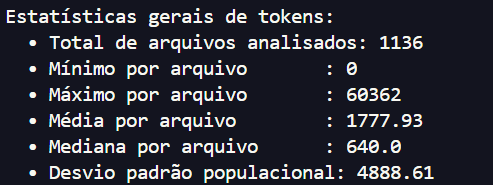 Estatísticas gerais de tokens:
• Total de arquivos analisados: 1136
• Mínimo por arquivo : 0
• Máximo por arquivo : 60362
• Média por arquivo : 1777.93
• Mediana por arquivo : 640.0
• Desvio padrão populacional: 4888.61